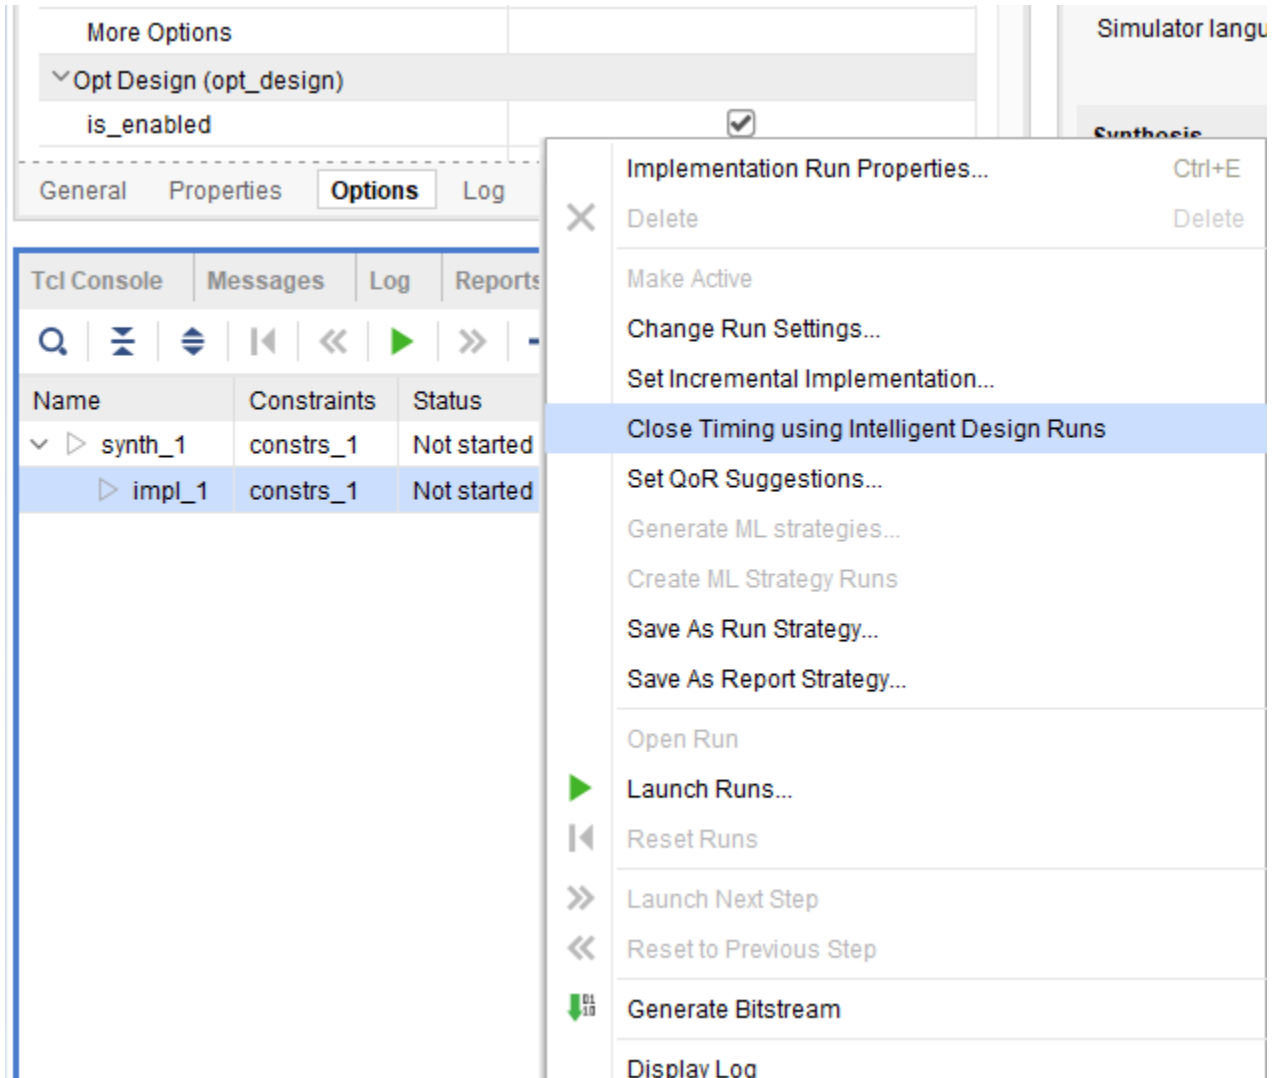 More Options
Simulator langu
Opt Design (opt_design)
is_enabled
Synthesis
General Properties Options Log
Implementation Run Properties... Ctrl+E
Delete Delete
Make Active
Change Run Settings...
Set Incremental Implementation...
Close Timing using Intelligent Design Runs
Set QoR Suggestions...
Generate ML strategies...
Create ML Strategy Runs
Save As Run Strategy...
Save As Report Strategy...
Open Run
Launch Runs...
Reset Runs
Launch Next Step
Reset to Previous Step
Generate Bitstream
Display Log
Tcl Console Messages Log Reports
Name Constraints Status
synth_1 constrs_1 Not started
impl_1 constrs_1 Not started